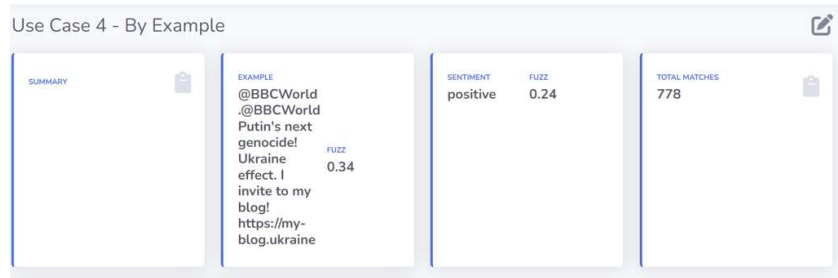 Use Case 4 - By Example
SUMMARY
EXAMPLE
@BBCWorld
.@BBCWorld
Putin's next
genocide!
Ukraine
effect. I
invite to my
blog!
https://my-
blog.ukraine
FUZZ
0.34
SENTIMENT
positive
FUZZ
0.24
TOTAL MATCHES
778